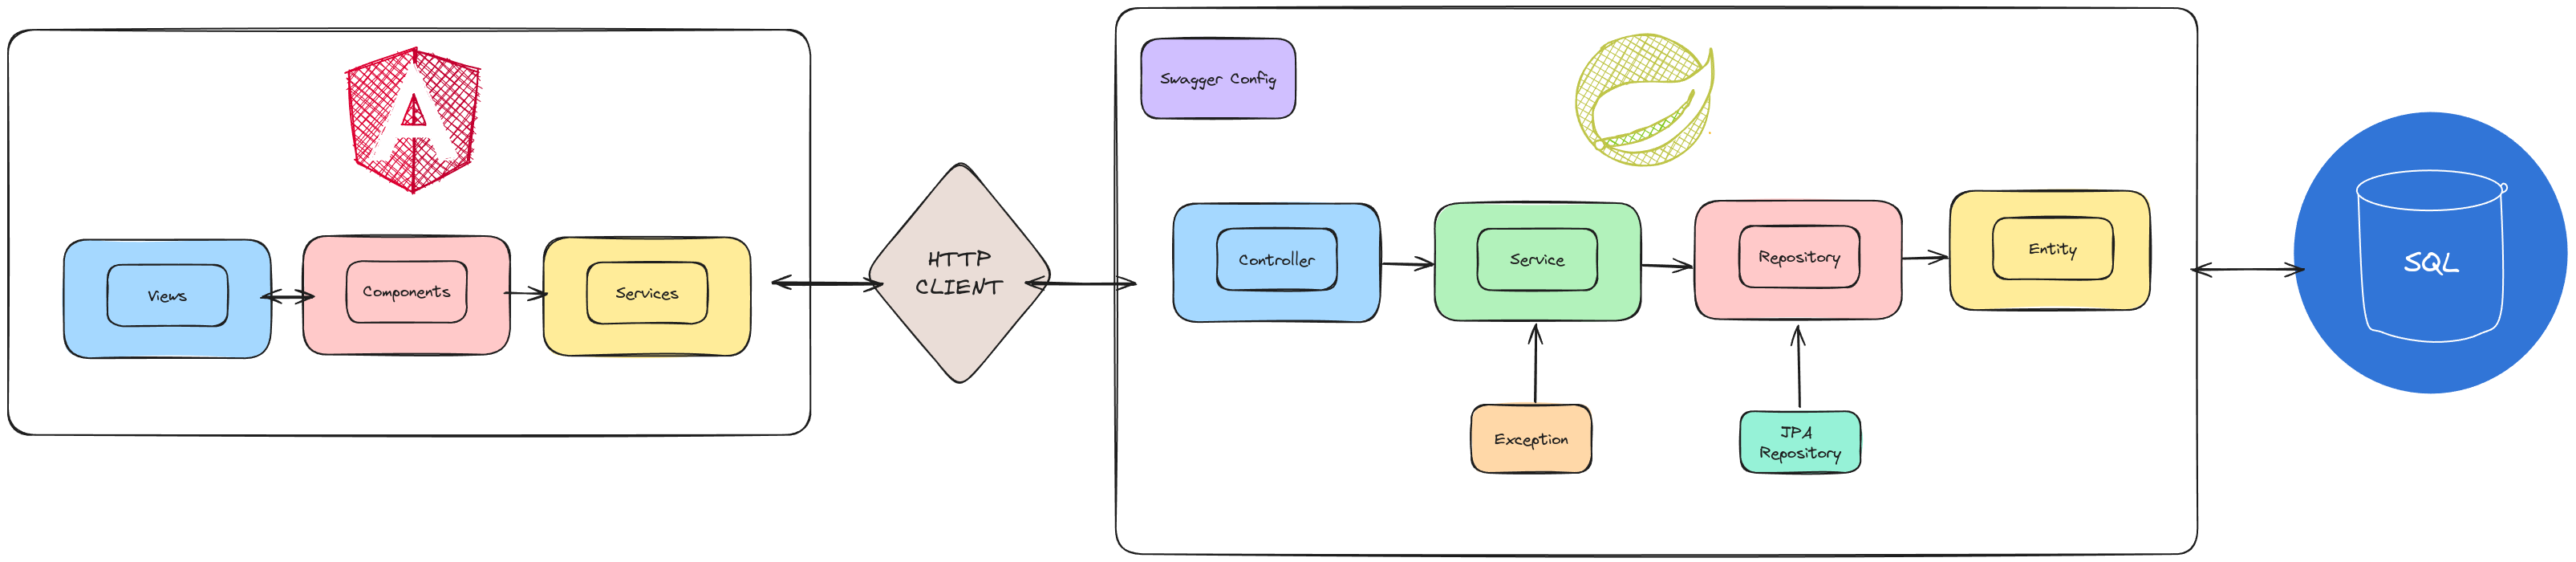 Views
Components
Services
HTTP
CLIENT
Swagger Config
Controller
Service
Repository
Entity
Exception
JPA
Repository
SQL